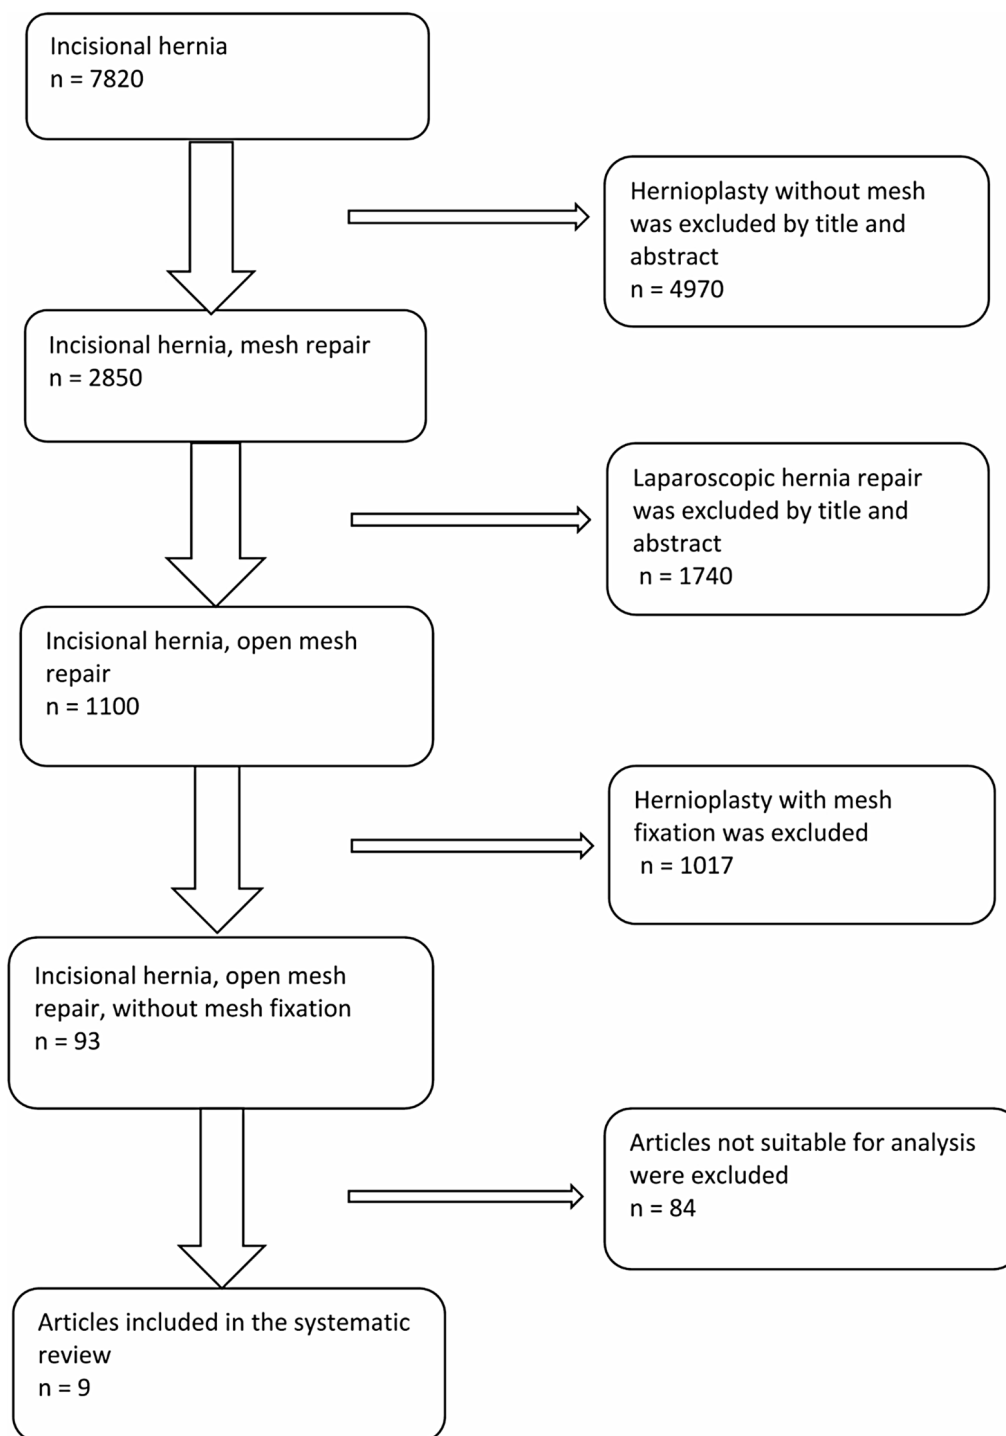 Incisional hernia
n = 7820
Hernioplasty without mesh
was excluded by title and
abstract
n = 4970
Incisional hernia, mesh repair
n = 2850
Laparoscopic hernia repair
was excluded by title and
abstract
n = 1740
Incisional hernia, open mesh
repair
n = 1100
Hernioplasty with mesh
fixation was excluded
n = 1017
Incisional hernia, open mesh
repair, without mesh fixation
n = 93
Articles not suitable for analysis
were excluded
n = 84
Articles included in the systematic
review
n = 9